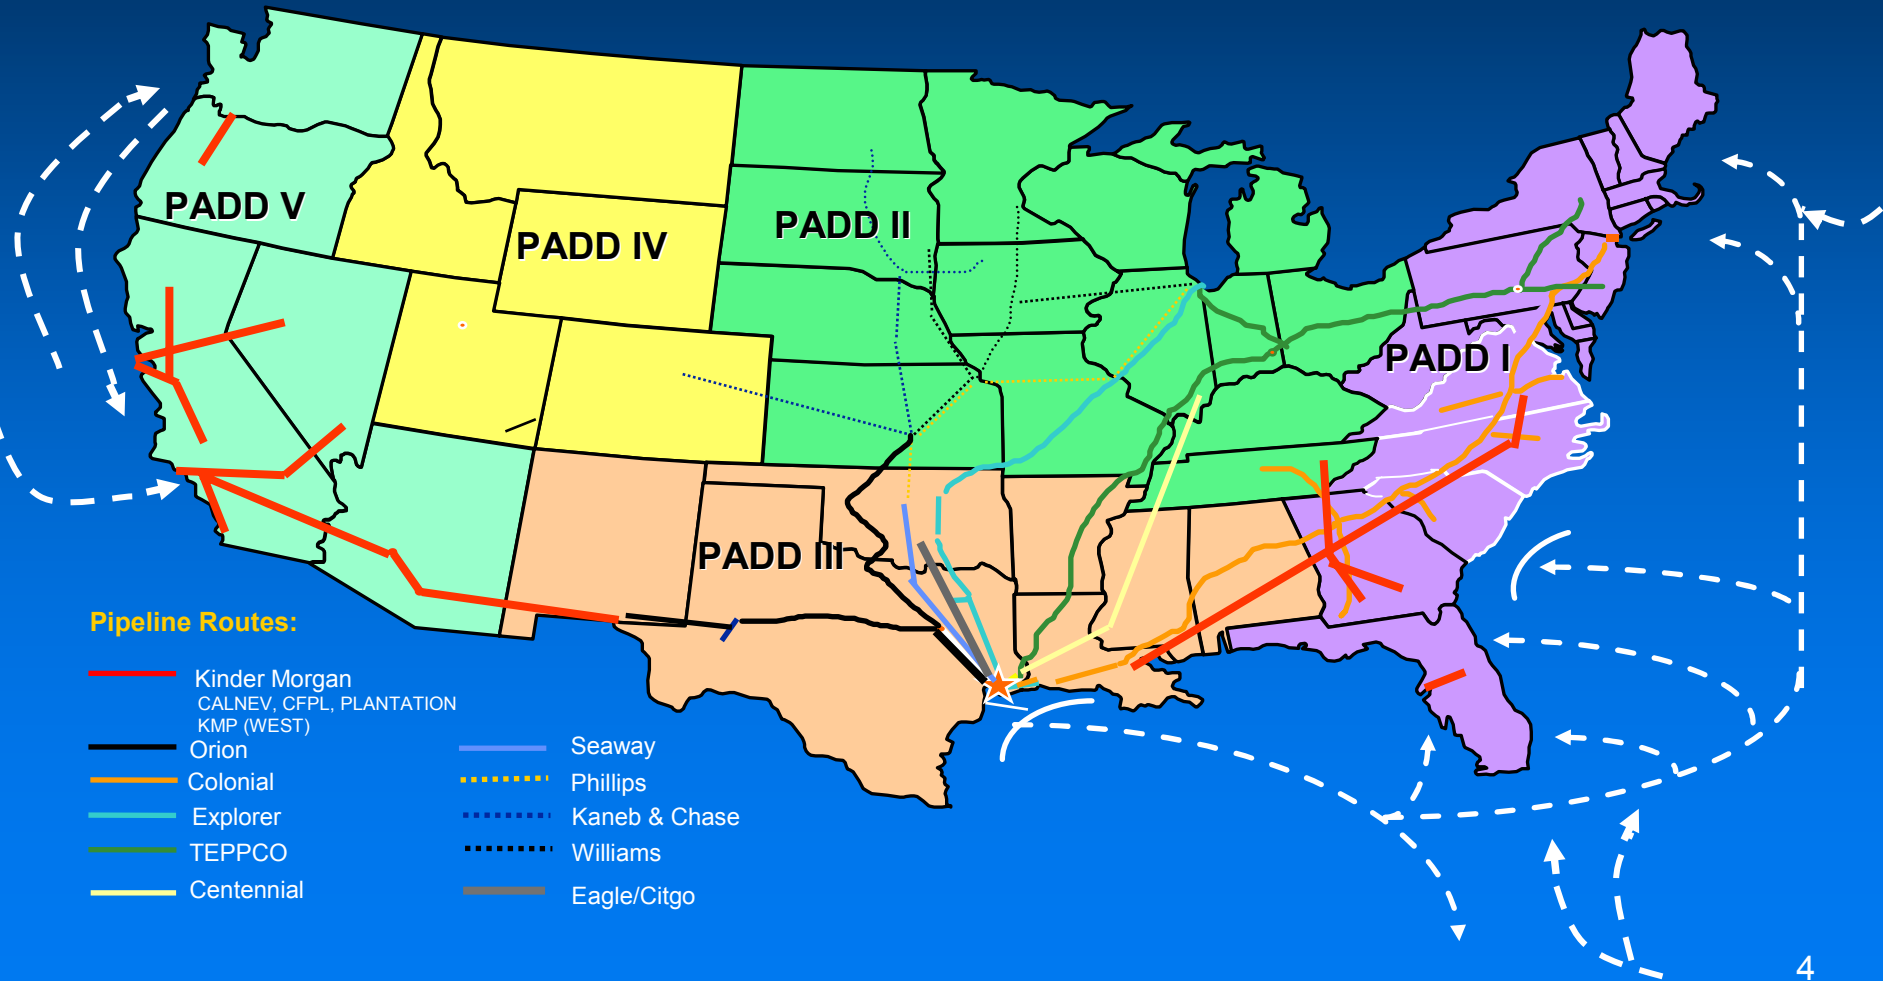 PADD V
PADD IV
PADD II
PADD I
PADD III
Pipeline Routes:
Kinder Morgan
CALNEV, CFPL, PLANTATION
KMP (WEST)
Orion
Colonial
Explorer
TEPPCO
Centennial
Seaway
Phillips
Kaneb & Chase
Williams
Eagle/Citgo
4